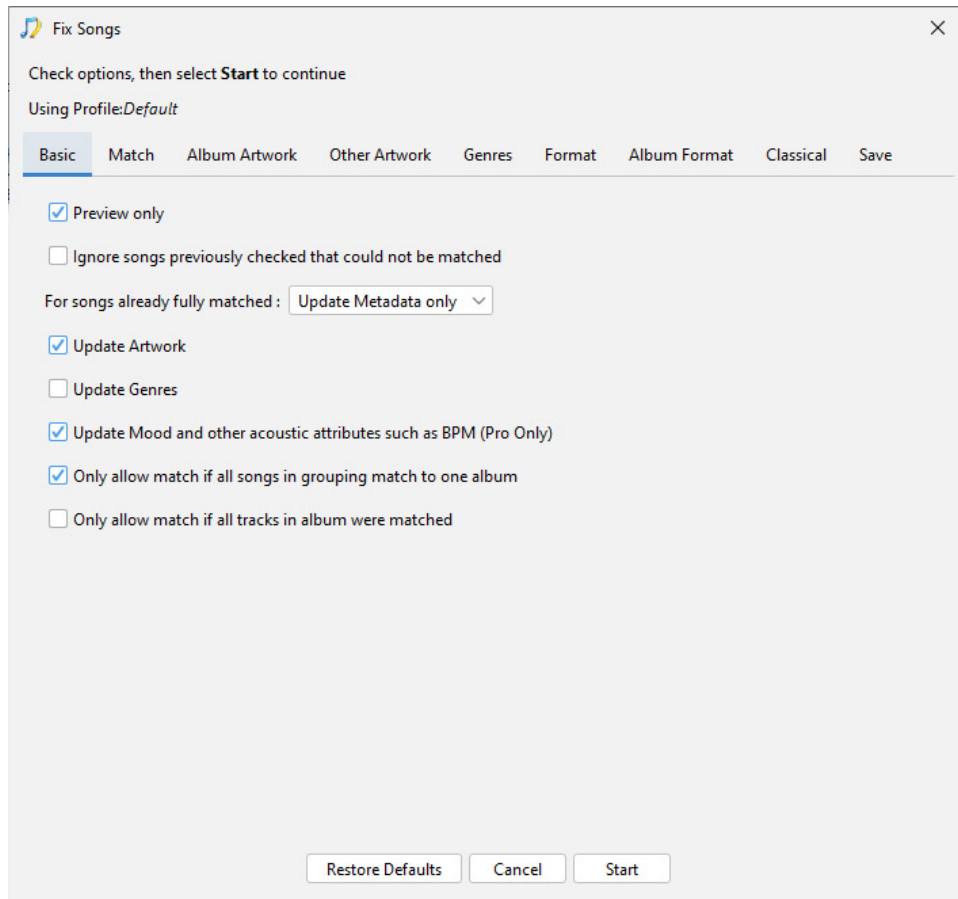 Fix Songs
Check options, then select Start to continue
Using Profile:Default
Basic Match Album Artwork Other Artwork Genres Format Album Format Classical Save
Preview only
Ignore songs previously checked that could not be matched
For songs already fully matched : Update Metadata only
Update Artwork
Update Genres
Update Mood and other acoustic attributes such as BPM (Pro Only)
Only allow match if all songs in grouping match to one album
Only allow match if all tracks in album were matched
Restore Defaults Cancel Start